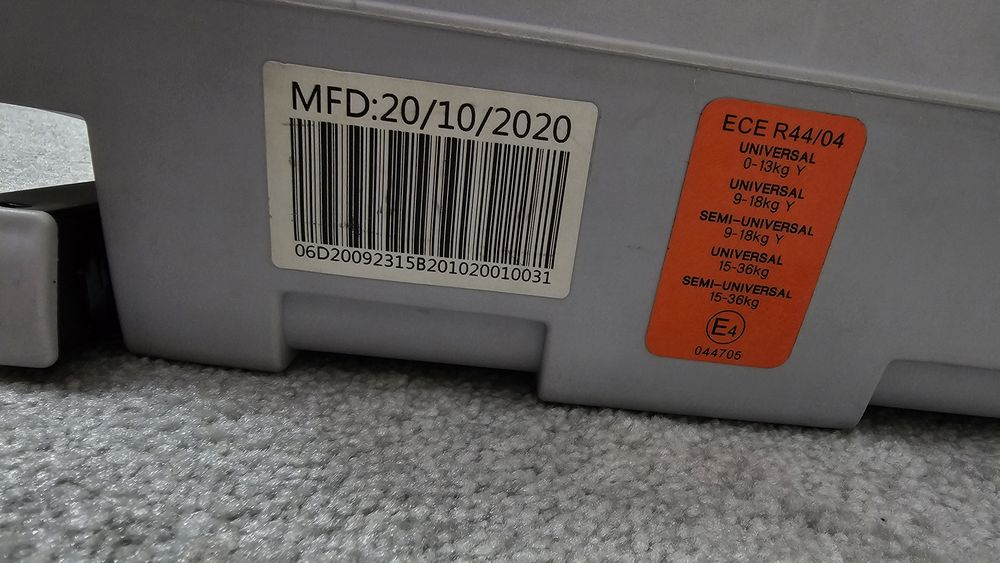 MFD:20/10/2020
06D20092315B201020010031
ECE R44/04
UNIVERSAL
0-13kg Y
UNIVERSAL
9-18kg Y
SEMI-UNIVERSAL
9-18kg Y
UNIVERSAL
15-36kg
SEMI-UNIVERSAL
15-36kg
E4
044705